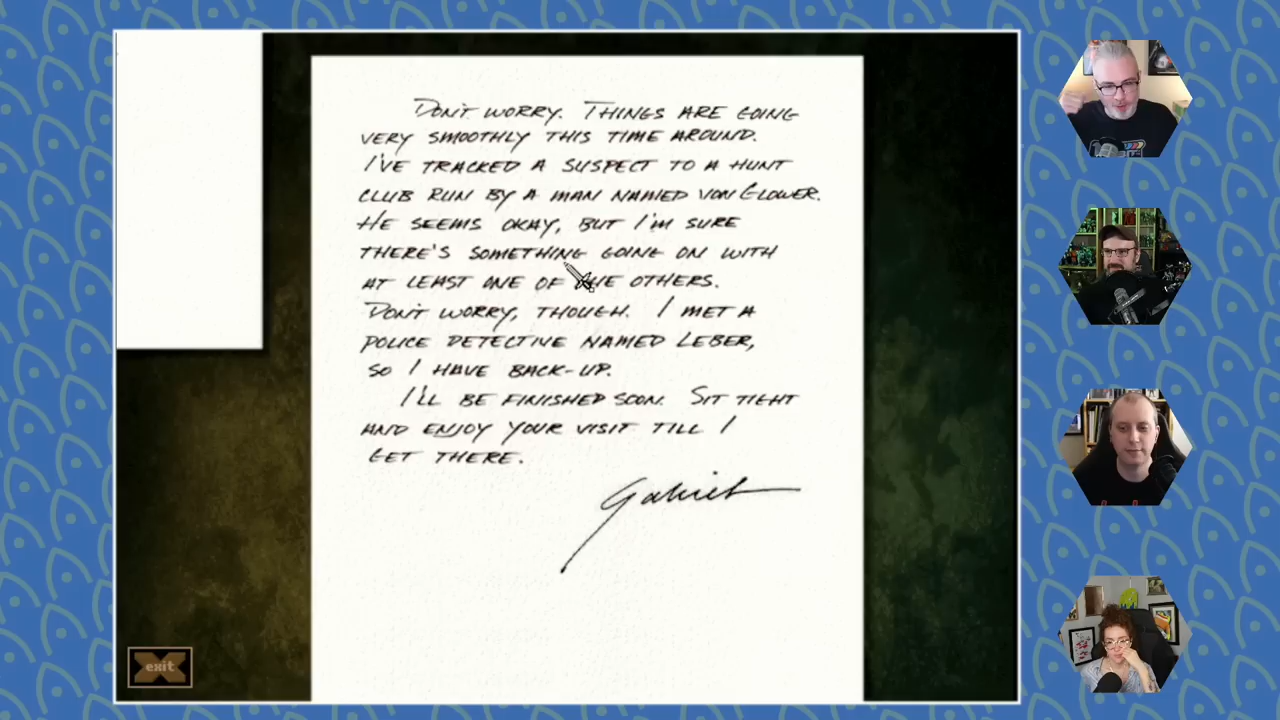 DON'T WORRY. THINGS ARE GOING
VERY SMOOTHLY THIS TIME AROUND.
I'VE TRACKED A SUSPECT TO A HUNT
CLUB RUN BY A MAN NAMED VON GLOWER.
HE SEEMS OKAY, BUT I'M SURE
THERE'S SOMETHING GOING ON WITH
AT LEAST ONE OF THE OTHERS.
DON'T WORRY, THOUGH. I MET A
POLICE DETECTIVE NAMED LEBER,
SO I HAVE BACK-UP.
I'LL BE FINISHED SOON. SIT TIGHT
AND ENJOY YOUR VISIT TILL I
GET THERE.
Gabriel
exit